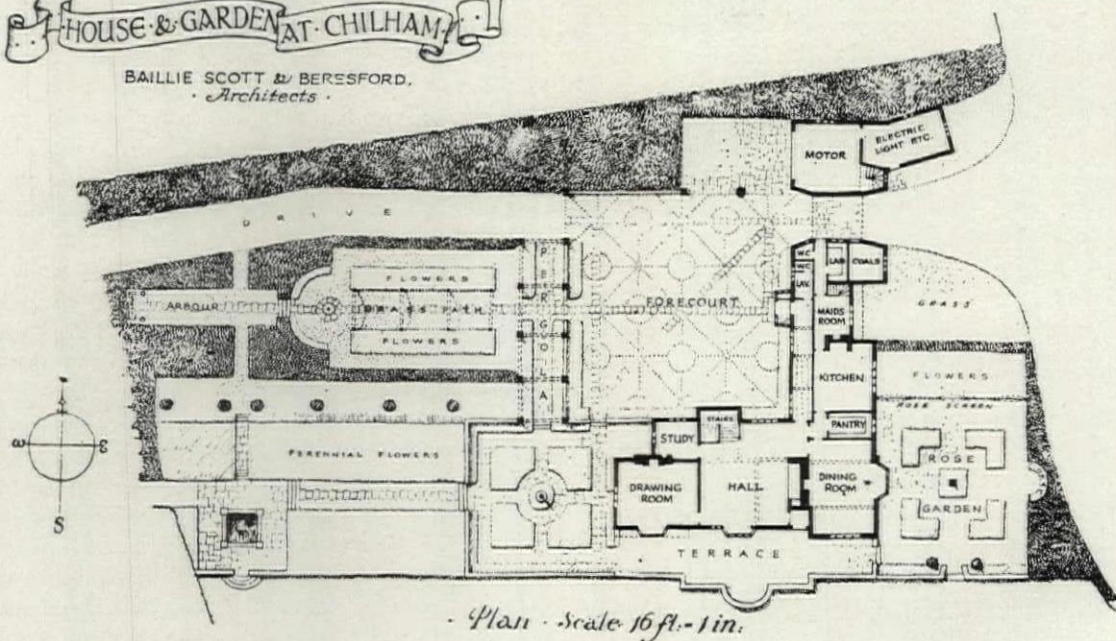 HOUSE·&·GARDEN·AT·CHILHAM·
BAILLIE SCOTT & BERESFORD.
· Architects ·
MOTOR
ELECTRIC
LIGHT ETC.
DRIVE
W.C
W.C
LAV.
LAR
COALS
PERGOLA
FLOWERS
ARBOUR
GRASS PATH
FLOWERS
FORECOURT
MAIDS
ROOM
GRASS
KITCHEN
FLOWERS
ROSE SCREEN
STAIRS
STUDY
PANTRY
PERENNIAL FLOWERS
ROSE
GARDEN
DRAWING
ROOM
HALL
DINING
ROOM
TERRACE
W
E
S
· Plan · Scale 16 ft. - 1 in.